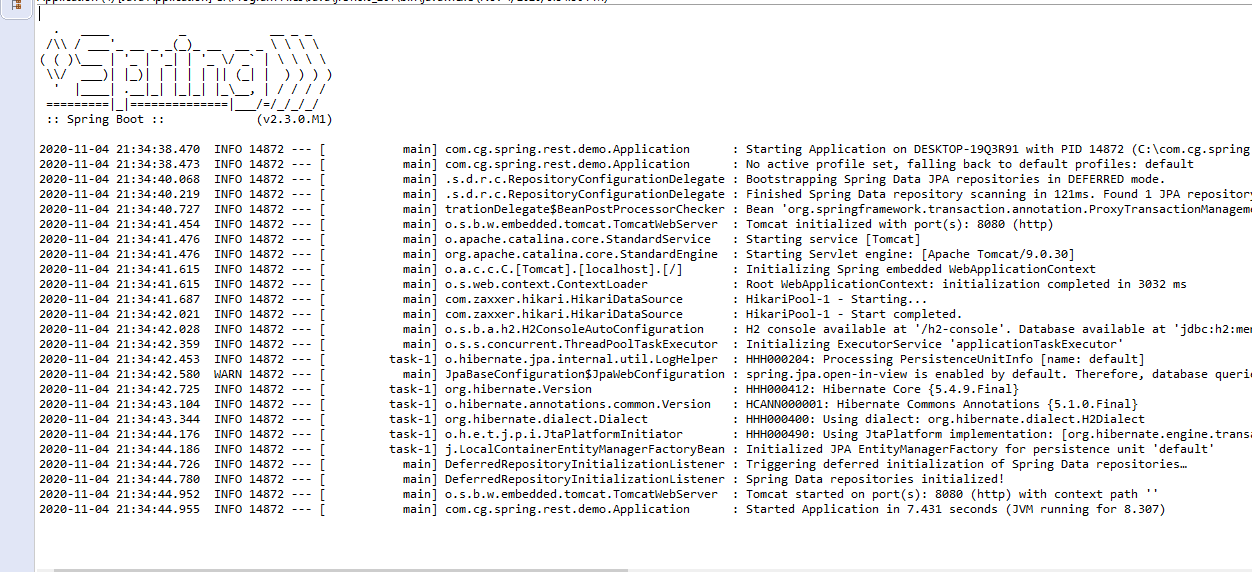 .   ____          _            __ _ _
 /\\ / ___'_ __ _ _(_)_ __  __ _ \ \ \ \
( ( )\___ | '_ | '_| | '_ \/ _` | \ \ \ \
 \\/  ___)| |_)| | | | | || (_| |  ) ) ) )
  '  |____| .__|_| |_|_| |_\__, | / / / /
 =========|_|==============|___/=/_/_/_/
 :: Spring Boot ::             (v2.3.0.M1)
2020-11-04 21:34:38.470  INFO 14872 --- [           main] com.cg.spring.rest.demo.Application      : Starting Application on DESKTOP-19Q3R91 with PID 14872 (C:\com.cg.spring
2020-11-04 21:34:38.473  INFO 14872 --- [           main] com.cg.spring.rest.demo.Application      : No active profile set, falling back to default profiles: default
2020-11-04 21:34:40.068  INFO 14872 --- [           main] .s.d.r.c.RepositoryConfigurationDelegate : Bootstrapping Spring Data JPA repositories in DEFERRED mode.
2020-11-04 21:34:40.219  INFO 14872 --- [           main] .s.d.r.c.RepositoryConfigurationDelegate : Finished Spring Data repository scanning in 121ms. Found 1 JPA repository
2020-11-04 21:34:40.727  INFO 14872 --- [           main] trationDelegate$BeanPostProcessorChecker : Bean 'org.springframework.transaction.annotation.ProxyTransactionManageme
2020-11-04 21:34:41.454  INFO 14872 --- [           main] o.s.b.w.embedded.tomcat.TomcatWebServer  : Tomcat initialized with port(s): 8080 (http)
2020-11-04 21:34:41.476  INFO 14872 --- [           main] o.apache.catalina.core.StandardService   : Starting service [Tomcat]
2020-11-04 21:34:41.476  INFO 14872 --- [           main] org.apache.catalina.core.StandardEngine  : Starting Servlet engine: [Apache Tomcat/9.0.30]
2020-11-04 21:34:41.615  INFO 14872 --- [           main] o.a.c.c.C.[Tomcat].[localhost].[/]       : Initializing Spring embedded WebApplicationContext
2020-11-04 21:34:41.615  INFO 14872 --- [           main] o.s.web.context.ContextLoader            : Root WebApplicationContext: initialization completed in 3032 ms
2020-11-04 21:34:41.687  INFO 14872 --- [           main] com.zaxxer.hikari.HikariDataSource       : HikariPool-1 - Starting...
2020-11-04 21:34:42.021  INFO 14872 --- [           main] com.zaxxer.hikari.HikariDataSource       : HikariPool-1 - Start completed.
2020-11-04 21:34:42.028  INFO 14872 --- [           main] o.s.b.a.h2.H2ConsoleAutoConfiguration    : H2 console available at '/h2-console'. Database available at 'jdbc:h2:mem
2020-11-04 21:34:42.359  INFO 14872 --- [           main] o.s.s.concurrent.ThreadPoolTaskExecutor  : Initializing ExecutorService 'applicationTaskExecutor'
2020-11-04 21:34:42.453  INFO 14872 --- [         task-1] o.hibernate.jpa.internal.util.LogHelper  : HHH000204: Processing PersistenceUnitInfo [name: default]
2020-11-04 21:34:42.580  WARN 14872 --- [           main] JpaBaseConfiguration$JpaWebConfiguration : spring.jpa.open-in-view is enabled by default. Therefore, database queri
2020-11-04 21:34:42.725  INFO 14872 --- [         task-1] org.hibernate.Version                    : HHH000412: Hibernate Core {5.4.9.Final}
2020-11-04 21:34:43.104  INFO 14872 --- [         task-1] o.hibernate.annotations.common.Version   : HCANN000001: Hibernate Commons Annotations {5.1.0.Final}
2020-11-04 21:34:43.344  INFO 14872 --- [         task-1] org.hibernate.dialect.Dialect            : HHH000400: Using dialect: org.hibernate.dialect.H2Dialect
2020-11-04 21:34:44.176  INFO 14872 --- [         task-1] o.h.e.t.j.p.i.JtaPlatformInitiator       : HHH000490: Using JtaPlatform implementation: [org.hibernate.engine.transa
2020-11-04 21:34:44.186  INFO 14872 --- [         task-1] j.LocalContainerEntityManagerFactoryBean : Initialized JPA EntityManagerFactory for persistence unit 'default'
2020-11-04 21:34:44.726  INFO 14872 --- [           main] DeferredRepositoryInitializationListener : Triggering deferred initialization of Spring Data repositories…
2020-11-04 21:34:44.780  INFO 14872 --- [           main] DeferredRepositoryInitializationListener : Spring Data repositories initialized!
2020-11-04 21:34:44.952  INFO 14872 --- [           main] o.s.b.w.embedded.tomcat.TomcatWebServer  : Tomcat started on port(s): 8080 (http) with context path ''
2020-11-04 21:34:44.955  INFO 14872 --- [           main] com.cg.spring.rest.demo.Application      : Started Application in 7.431 seconds (JVM running for 8.307)